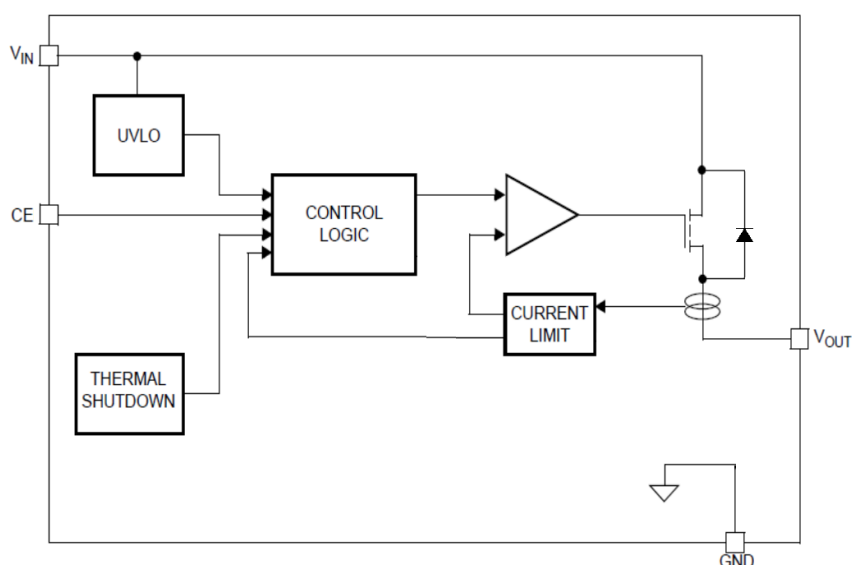 VIN
UVLO
CE
CONTROL
LOGIC
CURRENT
LIMIT
VOUT
THERMAL
SHUTDOWN
GND